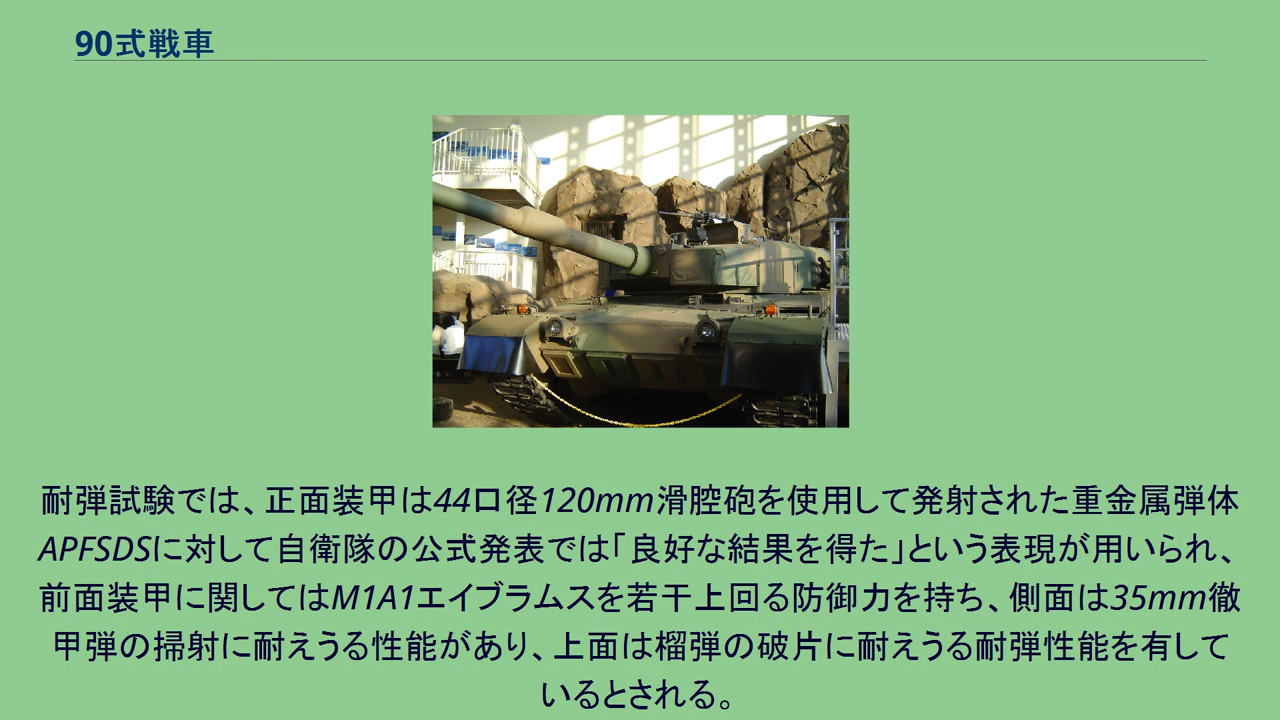 90式戦車
耐弾試験では、正面装甲は44口径120mm滑腔砲を使用して発射された重金属弾体
APFSDSに対して自衛隊の公式発表では「良好な結果を得た」という表現が用いられ、
前面装甲に関してはM1A1エイブラムスを若干上回る防御力を持ち、側面は35mm徹
甲弾の掃射に耐えうる性能があり、上面は榴弾の破片に耐えうる耐弾性能を有して
いるとされる。